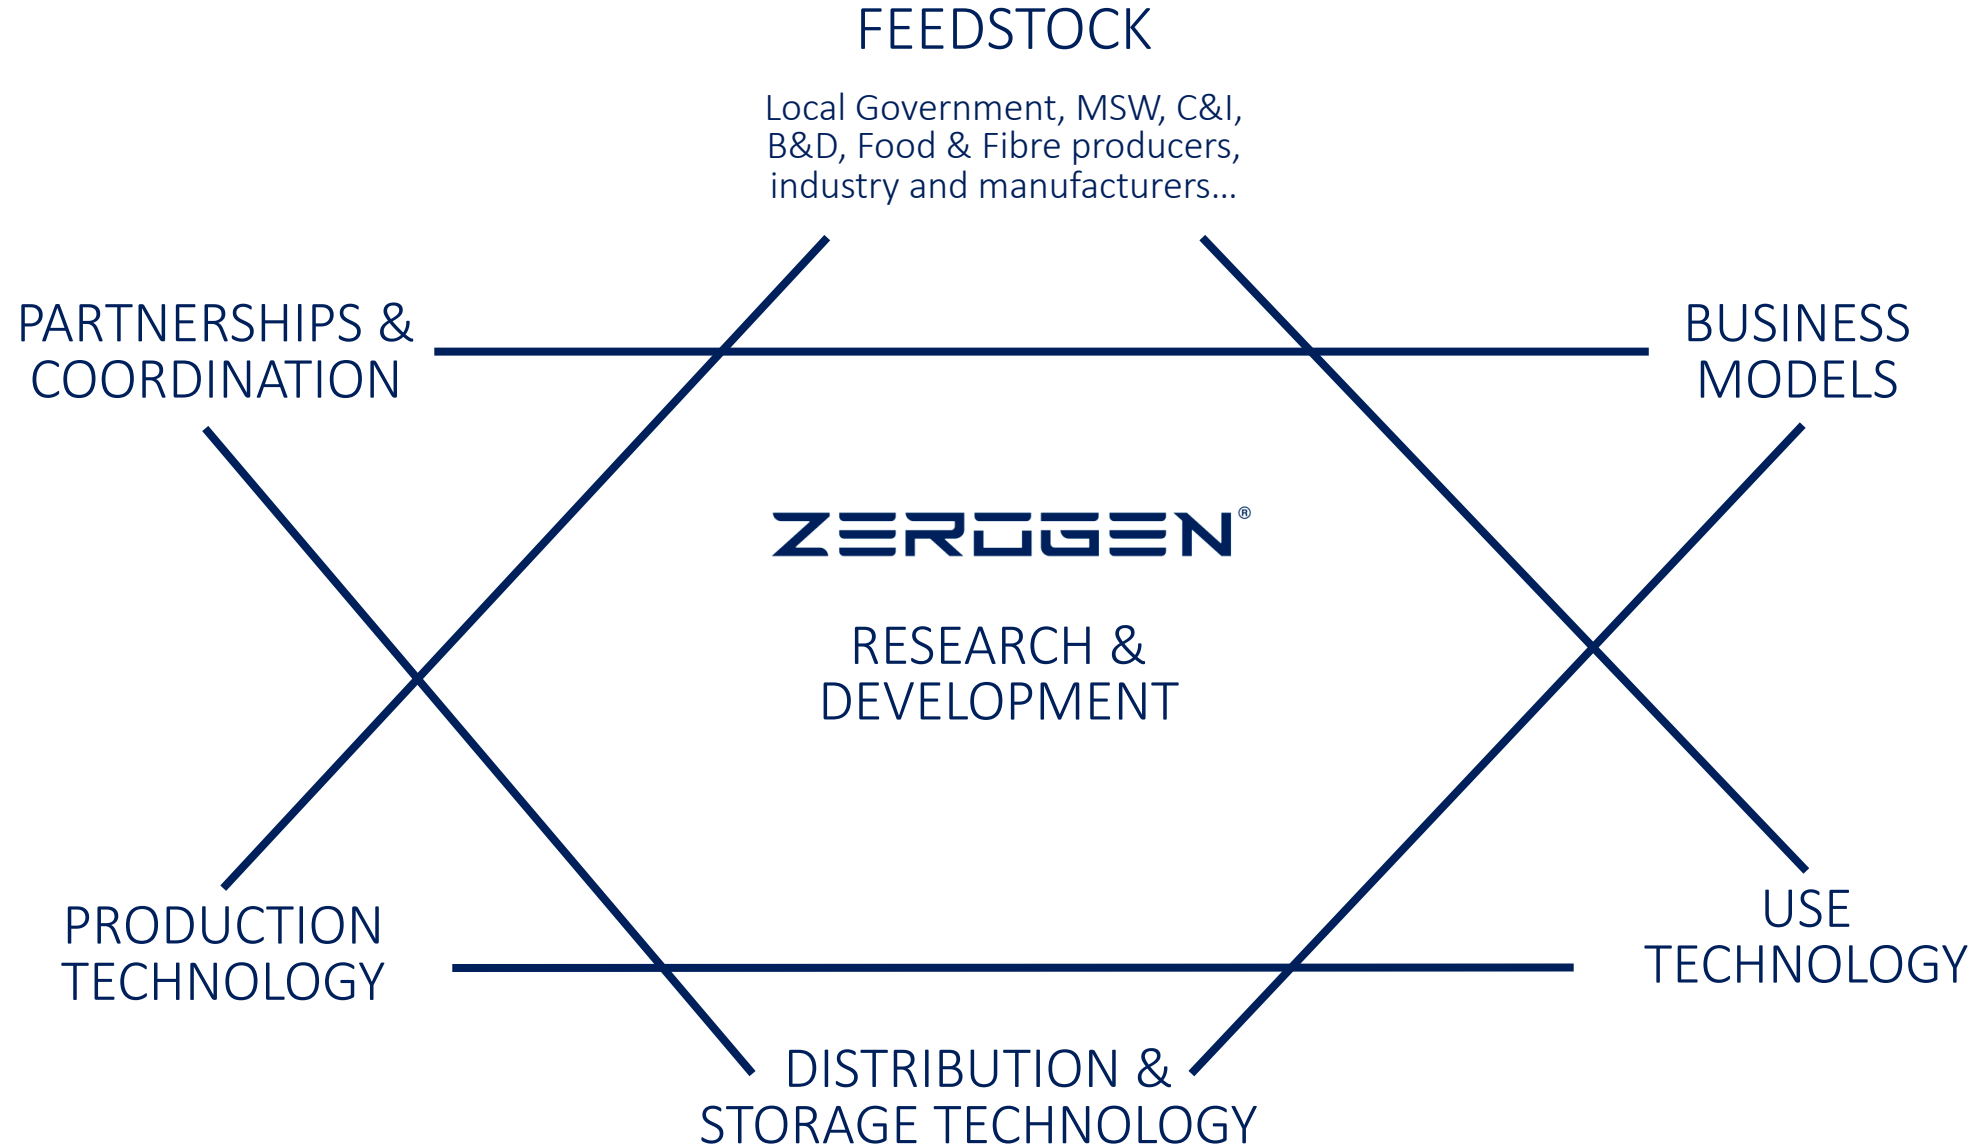 FEEDSTOCK
Local Government, MSW, C&I,
B&D, Food & Fibre producers,
industry and manufacturers...
PARTNERSHIPS &
COORDINATION
BUSINESS
MODELS
ZEROGEN®
RESEARCH &
DEVELOPMENT
PRODUCTION
TECHNOLOGY
USE
TECHNOLOGY
DISTRIBUTION &
STORAGE TECHNOLOGY